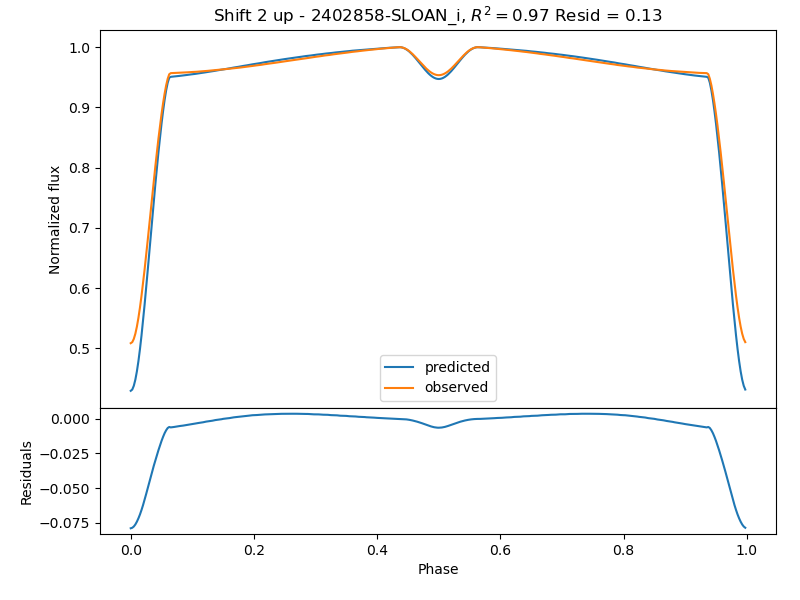 Shift 2 up - 2402858-SLOAN_i, R² = 0.97 Resid = 0.13
1.0
0.9
0.8
0.7
0.6
0.5
Normalized flux
predicted
observed
0.000
−0.025
−0.050
−0.075
Residuals
0.0 0.2 0.4 0.6 0.8 1.0
Phase